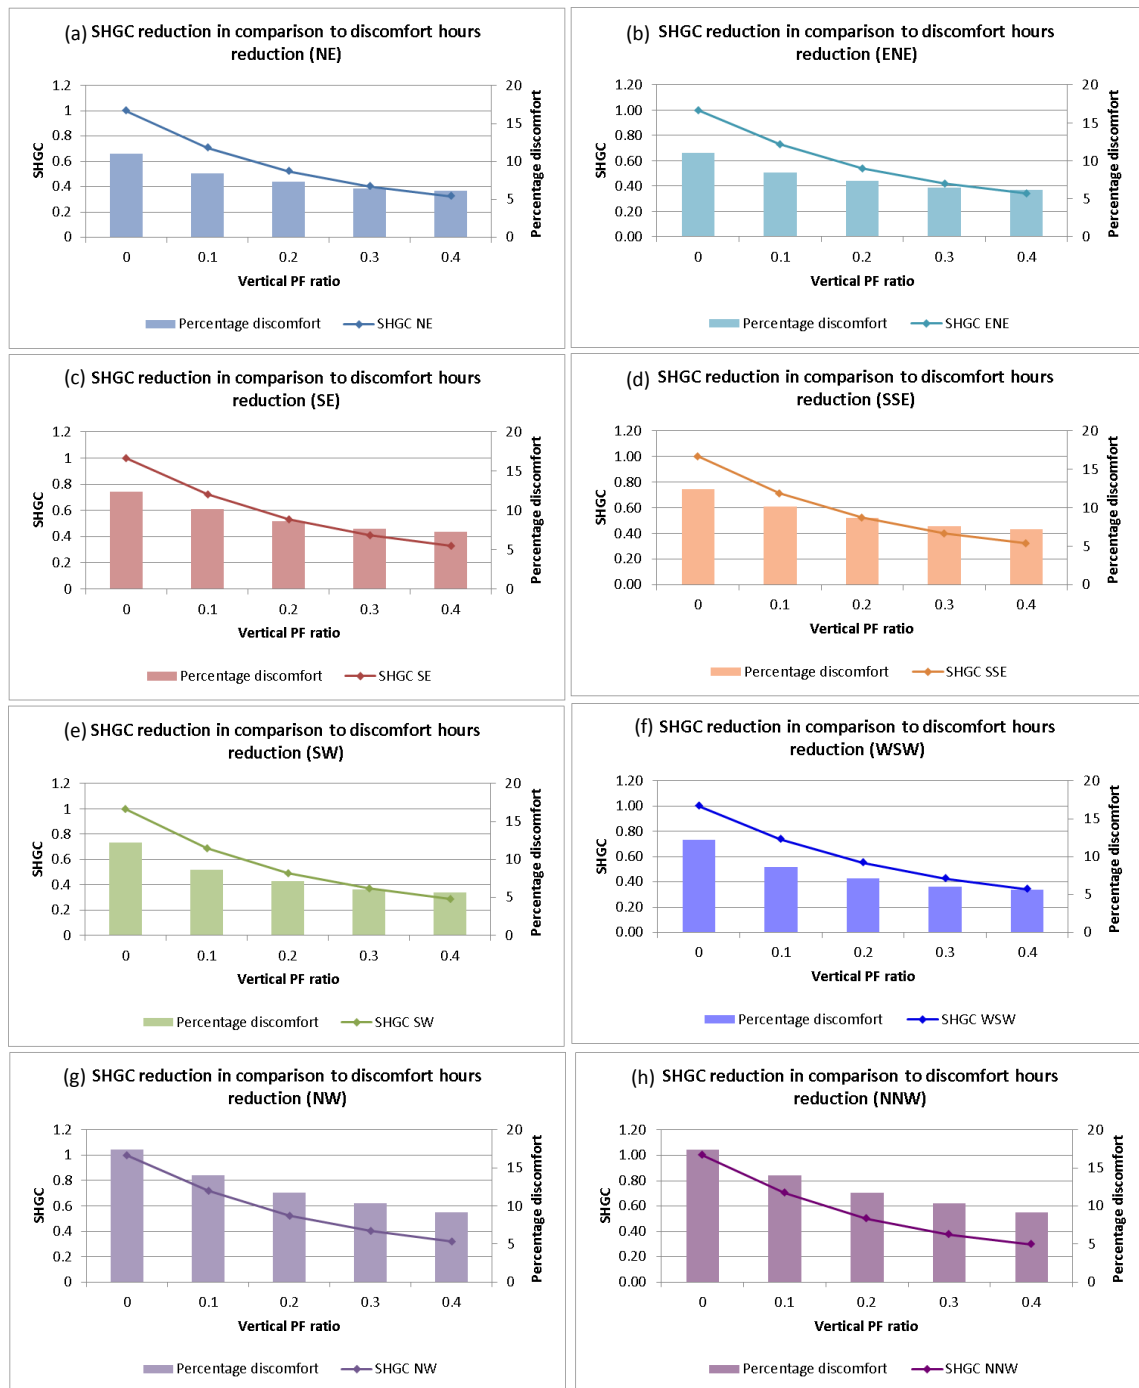 (a) SHGC reduction in comparison to discomfort hours
reduction (NE)
1.2
1
0.8
0.6
0.4
0.2
0
SHGC
20
15
10
5
0
Percentage discomfort
0 0.1 0.2 0.3 0.4
Vertical PF ratio
Percentage discomfort SHGC NE
(b) SHGC reduction in comparison to discomfort hours
reduction (ENE)
1.20
1.00
0.80
0.60
0.40
0.20
0.00
SHGC
20
15
10
5
0
Percentage discomfort
0 0.1 0.2 0.3 0.4
Vertical PF ratio
Percentage discomfort SHGC ENE
(c) SHGC reduction in comparison to discomfort hours
reduction (SE)
1.2
1
0.8
0.6
0.4
0.2
0
SHGC
20
15
10
5
0
Percentage discomfort
0 0.1 0.2 0.3 0.4
Vertical PF ratio
Percentage discomfort SHGC SE
(d) SHGC reduction in comparison to discomfort hours
reduction (SSE)
1.20
1.00
0.80
0.60
0.40
0.20
0.00
SHGC
20
15
10
5
0
Percentage discomfort
0 0.1 0.2 0.3 0.4
Vertical PF ratio
Percentage discomfort SHGC SSE
(e) SHGC reduction in comparison to discomfort hours
reduction (SW)
1.2
1
0.8
0.6
0.4
0.2
0
SHGC
20
15
10
5
0
Percentage discomfort
0 0.1 0.2 0.3 0.4
Vertical PF ratio
Percentage discomfort SHGC SW
(f) SHGC reduction in comparison to discomfort hours
reduction (WSW)
1.20
1.00
0.80
0.60
0.40
0.20
0.00
SHGC
20
15
10
5
0
Percentage discomfort
0 0.1 0.2 0.3 0.4
Vertical PF ratio
Percentage discomfort SHGC WSW
(g) SHGC reduction in comparison to discomfort hours
reduction (NW)
1.2
1
0.8
0.6
0.4
0.2
0
SHGC
20
15
10
5
0
Percentage discomfort
0 0.1 0.2 0.3 0.4
Vertical PF ratio
Percentage discomfort SHGC NW
(h) SHGC reduction in comparison to discomfort hours
reduction (NNW)
1.20
1.00
0.80
0.60
0.40
0.20
0.00
SHGC
20
15
10
5
0
Percentage discomfort
0 0.1 0.2 0.3 0.4
Vertical PF ratio
Percentage discomfort SHGC NNW